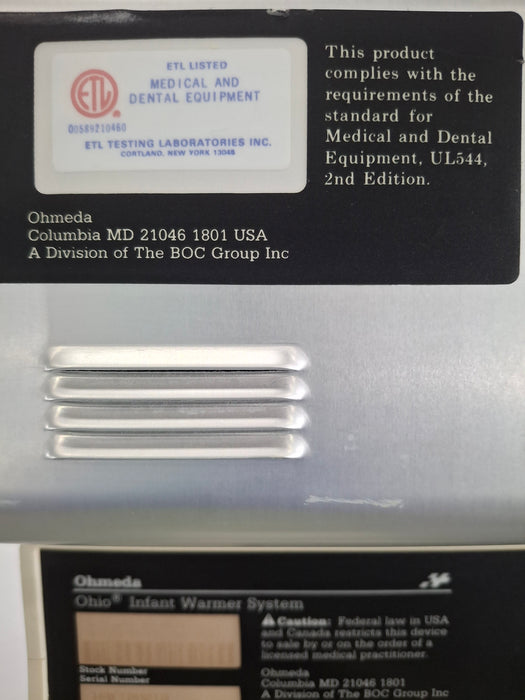 ETL LISTED
MEDICAL AND
DENTAL EQUIPMENT
ETL
00589210460
ETL TESTING LABORATORIES INC.
CORTLAND, NEW YORK 13045
This product
complies with the
requirements of the
standard for
Medical and Dental
Equipment, UL544,
2nd Edition.
Ohmeda
Columbia MD 21046 1801 USA
A Division of The BOC Group Inc
Ohmeda
Ohio® Infant Warmer System
Caution: Federal law in USA
and Canada restricts this device
to sale by or on the order of a
licensed medical practitioner.
Stock Number
Serial Number
Ohmeda
Columbia MD 21046 1801
A Division of The BOC Group Inc